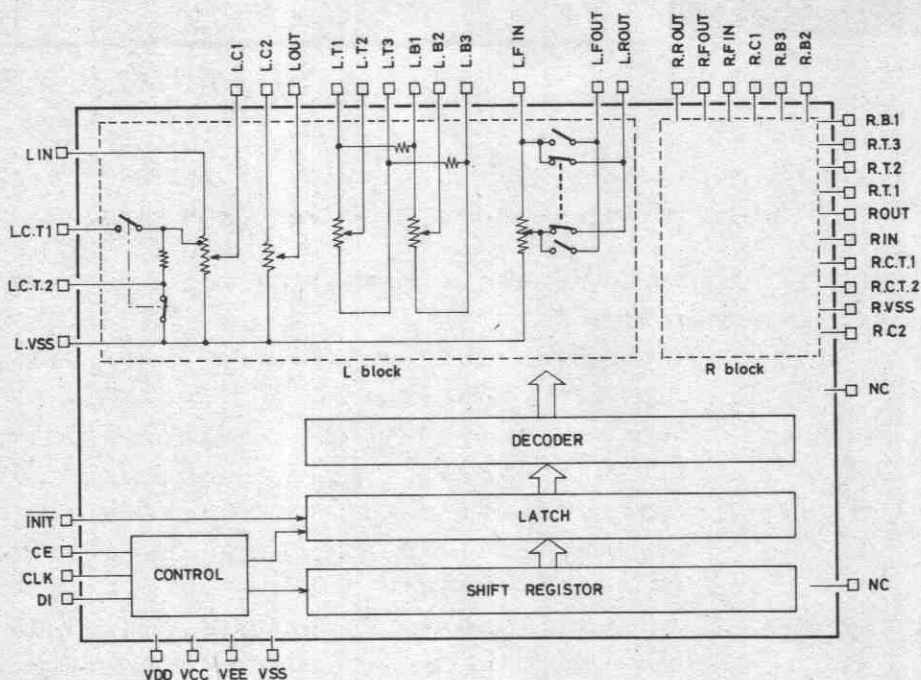 L.C1
L.C2
LOUT
L.T1
L.T2
L.T3
L.B1
L.B2
L.B3
L.F IN
L.FOUT
L.ROUT
R.ROUT
R.FOUT
R.F IN
R.C1
R.B3
R.B2
L IN
L.C.T1
L.C.T.2
L.VSS
R.B.1
R.T.3
R.T.2
R.T.1
ROUT
RIN
R.C.T.1
R.C.T.2
R.VSS
R.C2
L block
R block
NC
DECODER
INIT
LATCH
CE
CLK
DI
CONTROL
SHIFT REGISTOR
NC
VDD VCC VEE VSS